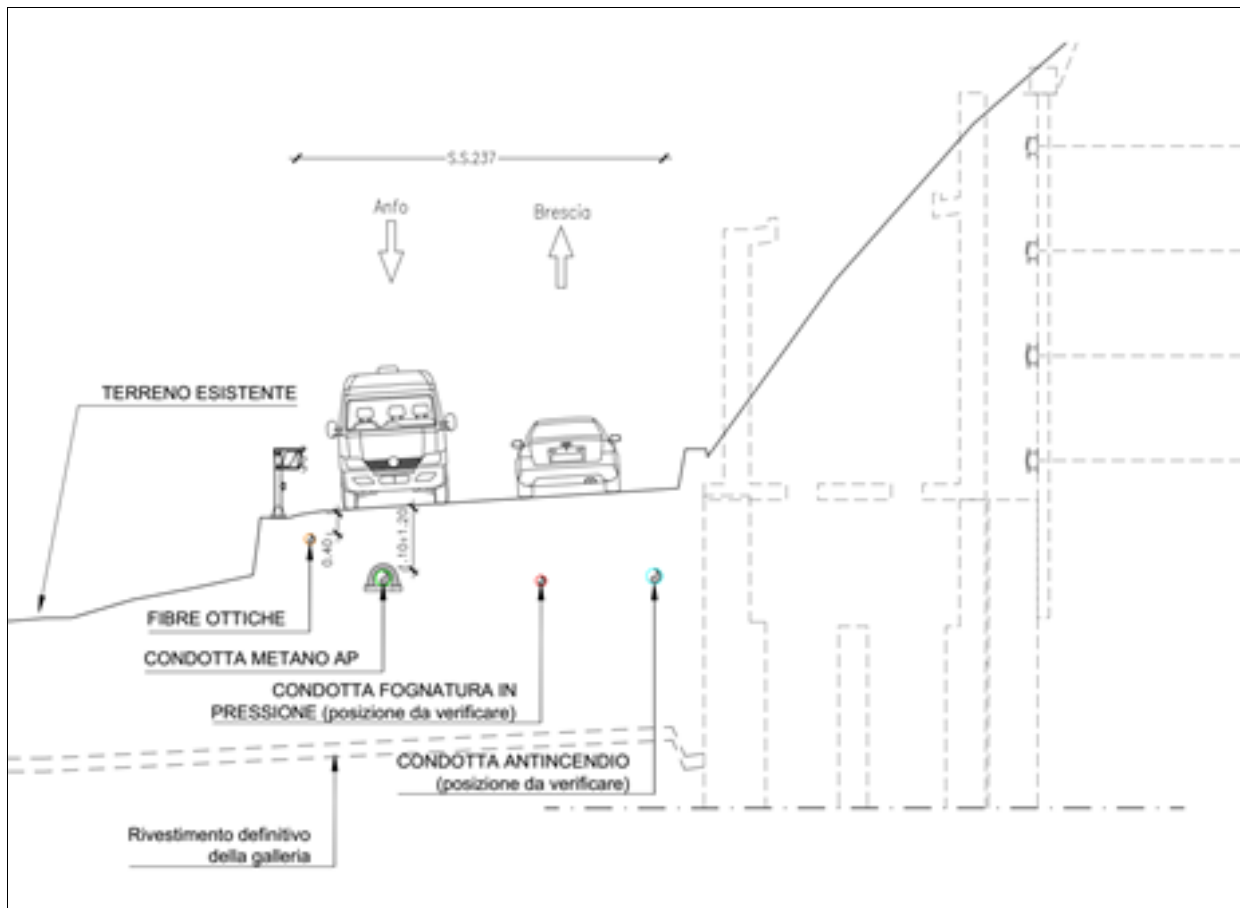 S.S.237
Anfo
Brescia
TERRENO ESISTENTE
0.40
1.10÷1.20
FIBRE OTTICHE
CONDOTTA METANO AP
CONDOTTA FOGNATURA IN
PRESSIONE (posizione da verificare)
CONDOTTA ANTINCENDIO
(posizione da verificare)
Rivestimento definitivo
della galleria